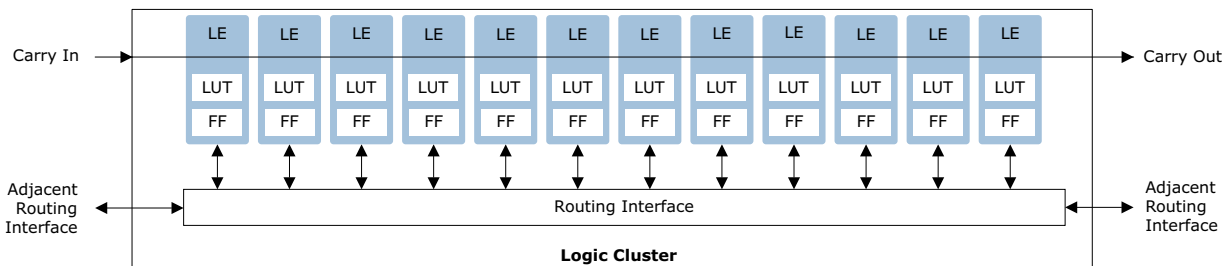 LE LE LE LE LE LE LE LE LE LE LE LE
Carry In Carry Out
LUT LUT LUT LUT LUT LUT LUT LUT LUT LUT LUT LUT
FF FF FF FF FF FF FF FF FF FF FF FF
Adjacent
Routing
Interface
Routing Interface
Adjacent
Routing
Interface
Logic Cluster